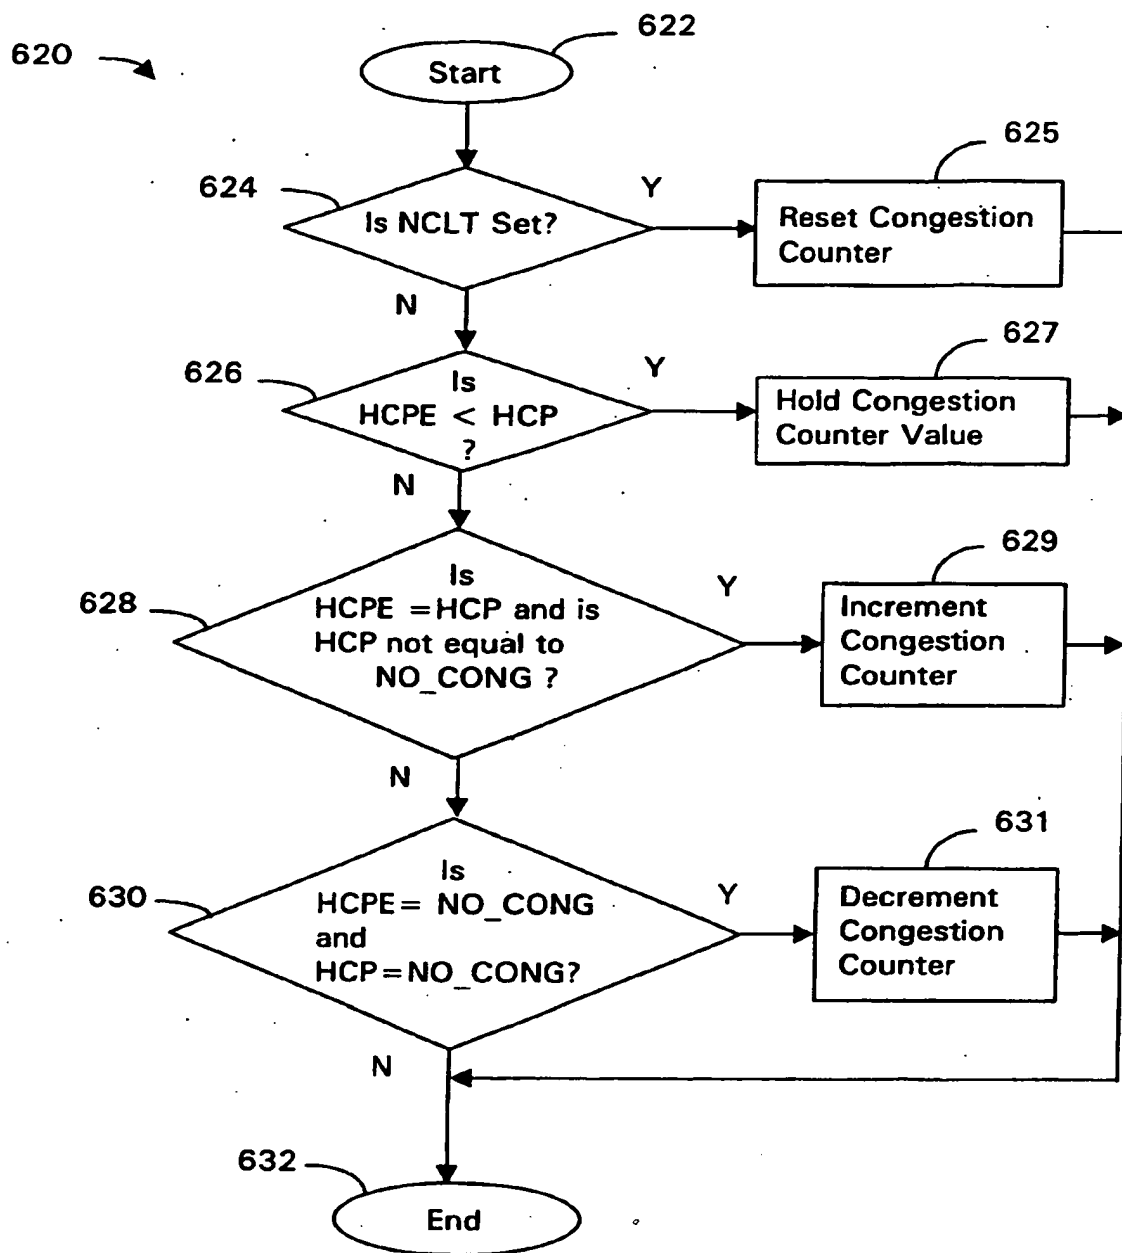 620
622
Start
625
624
Y
Is NCLT Set?
Reset Congestion
Counter
N
627
626
Y
Is
HCPE < HCP
?
Hold Congestion
Counter Value
N
629
628
Y
Is
HCPE =HCP and is
HCP not equal to
NO_CONG ?
Increment
Congestion
Counter
N
631
630
Y
Is
HCPE= NO_CONG
and
HCP=NO_CONG?
Decrement
Congestion
Counter
N
632
End